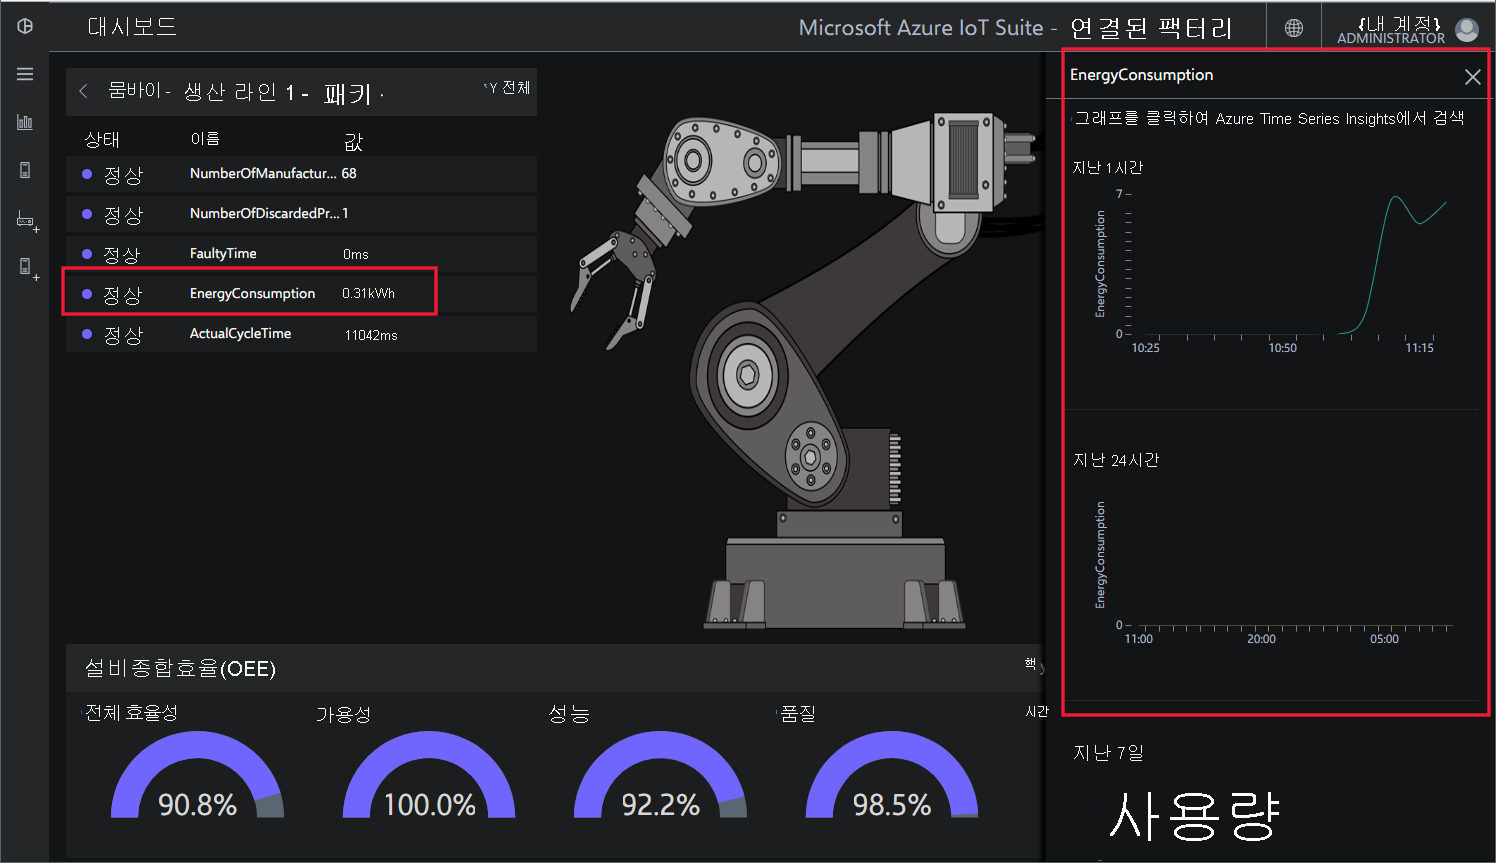 대시보드
Microsoft Azure IoT Suite - 연결된 팩터리
{내 계정}
ADMINISTRATOR
뭄바이 - 생산 라인 1 - 패키
전체
상태 이름 값
정상 NumberOfManufactur... 68
정상 NumberOfDiscardedPr... 1
정상 FaultyTime 0ms
정상 EnergyConsumption 0.31kWh
정상 ActualCycleTime 11042ms
설비종합효율(OEE)
핵
전체 효율성 가용성 성능 품질 시간
90.8% 100.0% 92.2% 98.5%
EnergyConsumption
그래프를 클릭하여 Azure Time Series Insights에서 검색
지난 1시간
7
EnergyConsumption
0
10:25 10:50 11:15
지난 24시간
EnergyConsumption
0
11:00 20:00 05:00
지난 7일
사용량